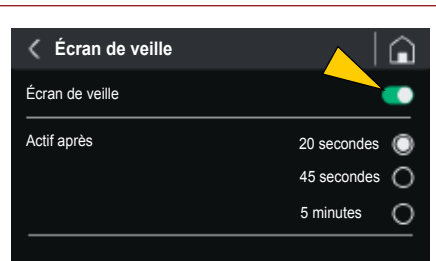 Écran de veille
Écran de veille
Actif après
20 secondes
45 secondes
5 minutes